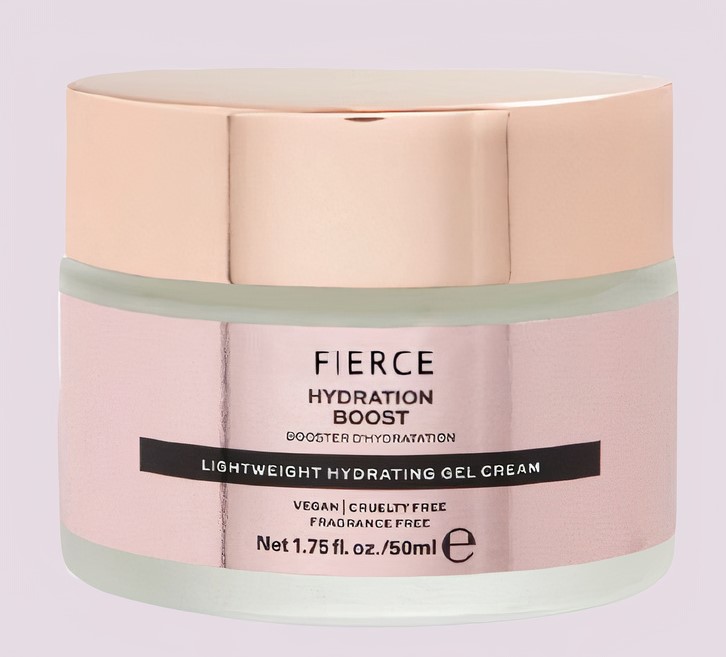 FIERCE
HYDRATION
BOOST
BOOSTER D'HYDRATATION
LIGHTWEIGHT HYDRATING GEL CREAM
VEGAN | CRUELTY FREE
FRAGRANCE FREE
Net 1.75 fl. oz./50ml ℮